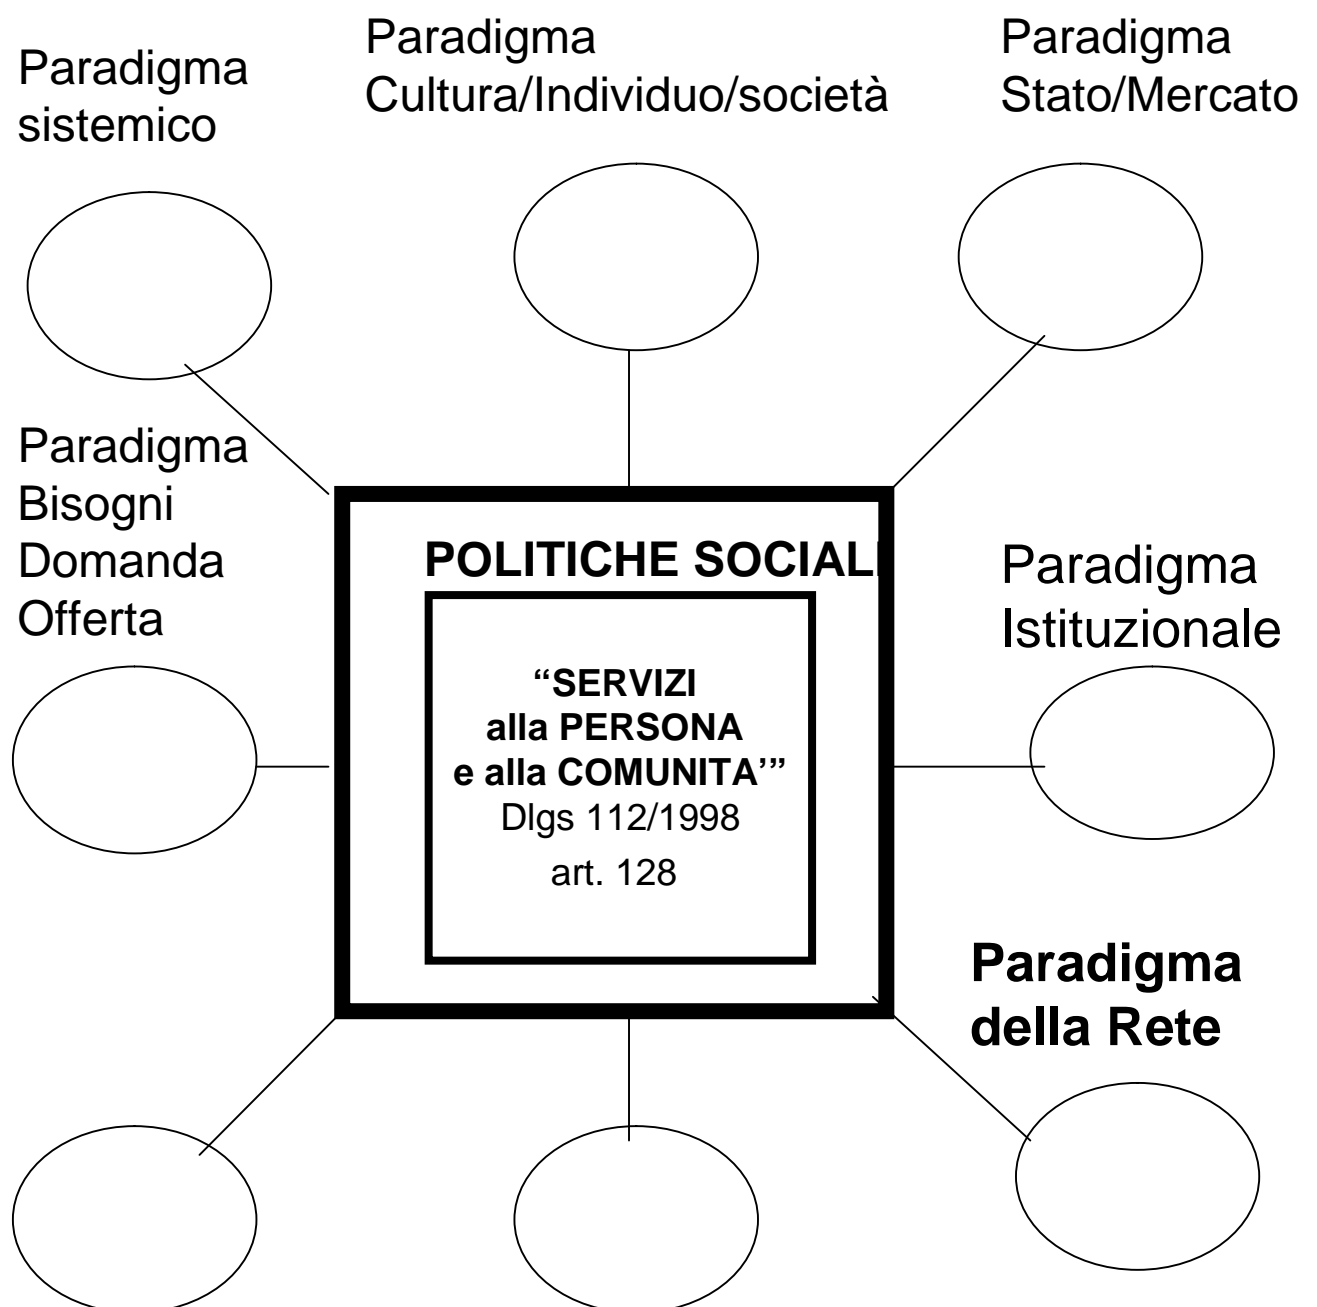 Paradigma
sistemico
Paradigma
Cultura/Individuo/società
Paradigma
Stato/Mercato
Paradigma
Bisogni
Domanda
Offerta
POLITICHE SOCIALI
“SERVIZI
alla PERSONA
e alla COMUNITA’”
Dlgs 112/1998
art. 128
Paradigma
Istituzionale
Paradigma
della Rete